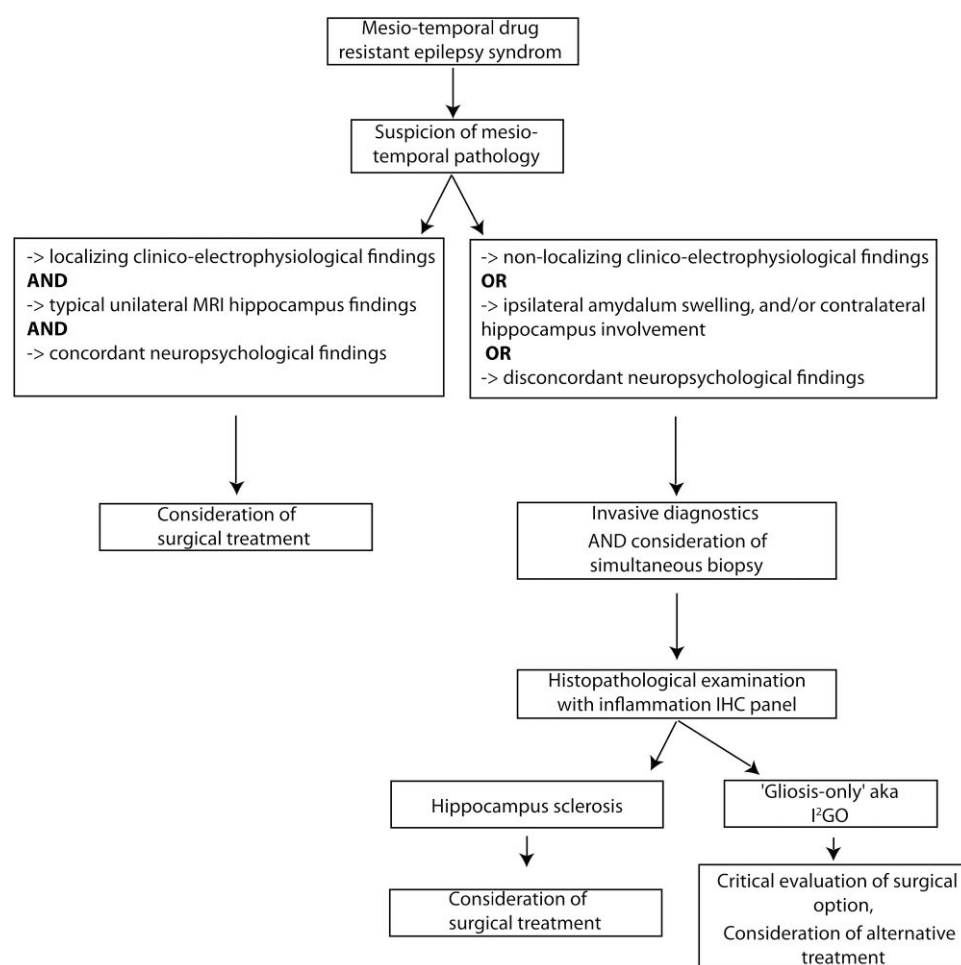 Mesio-temporal drug
resistant epilepsy syndrom
Suspicion of mesio-
temporal pathology
-> localizing clinico-electrophysiological findings
AND
-> typical unilateral MRI hippocampus findings
AND
-> concordant neuropsychological findings
-> non-localizing clinico-electrophysiological findings
OR
-> ipsilateral amydalum swelling, and/or contralateral
hippocampus involvement
OR
-> disconcordant neuropsychological findings
Consideration of
surgical treatment
Invasive diagnostics
AND consideration of
simultaneous biopsy
Histopathological examination
with inflammation IHC panel
Hippocampus sclerosis
'Gliosis-only' aka
I²GO
Consideration of
surgical treatment
Critical evaluation of surgical
option,
Consideration of alternative
treatment